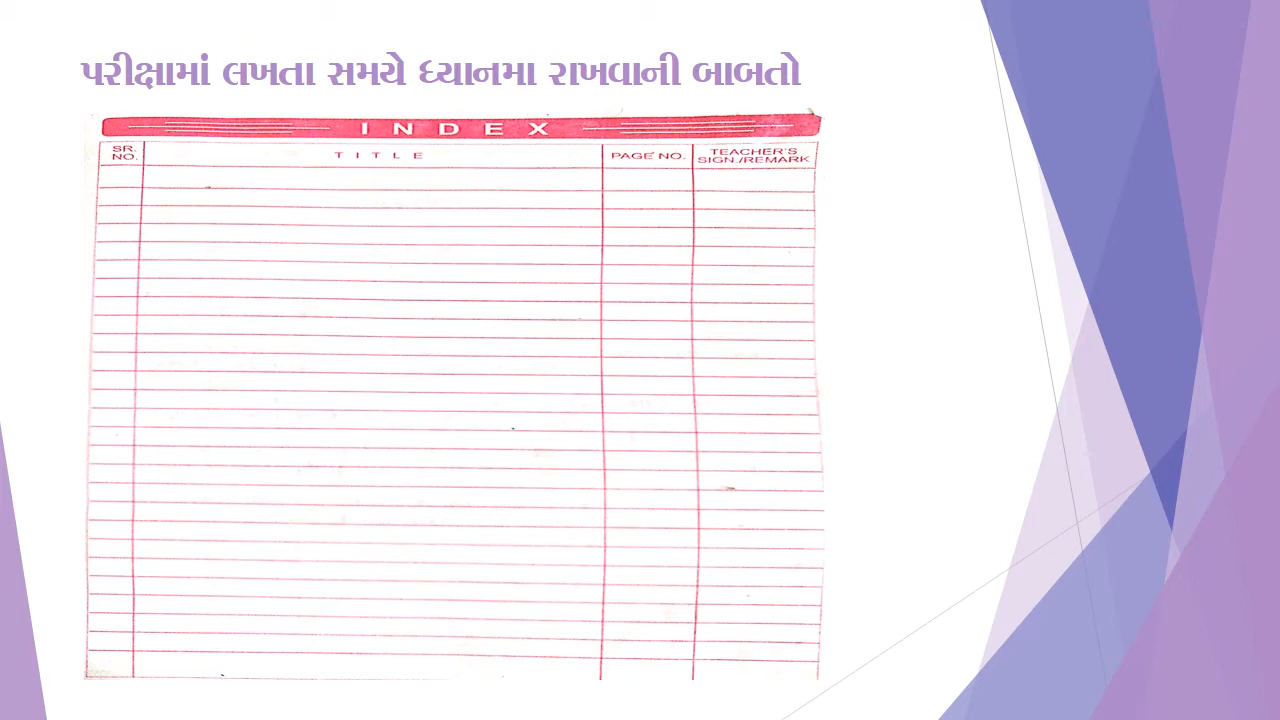 પરીક્ષામાં લખતા સમયે ધ્યાનમા રાખવાની બાબતો
INDEX
SR. NO. TITLE PAGE NO. TEACHER'S SIGN./REMARK